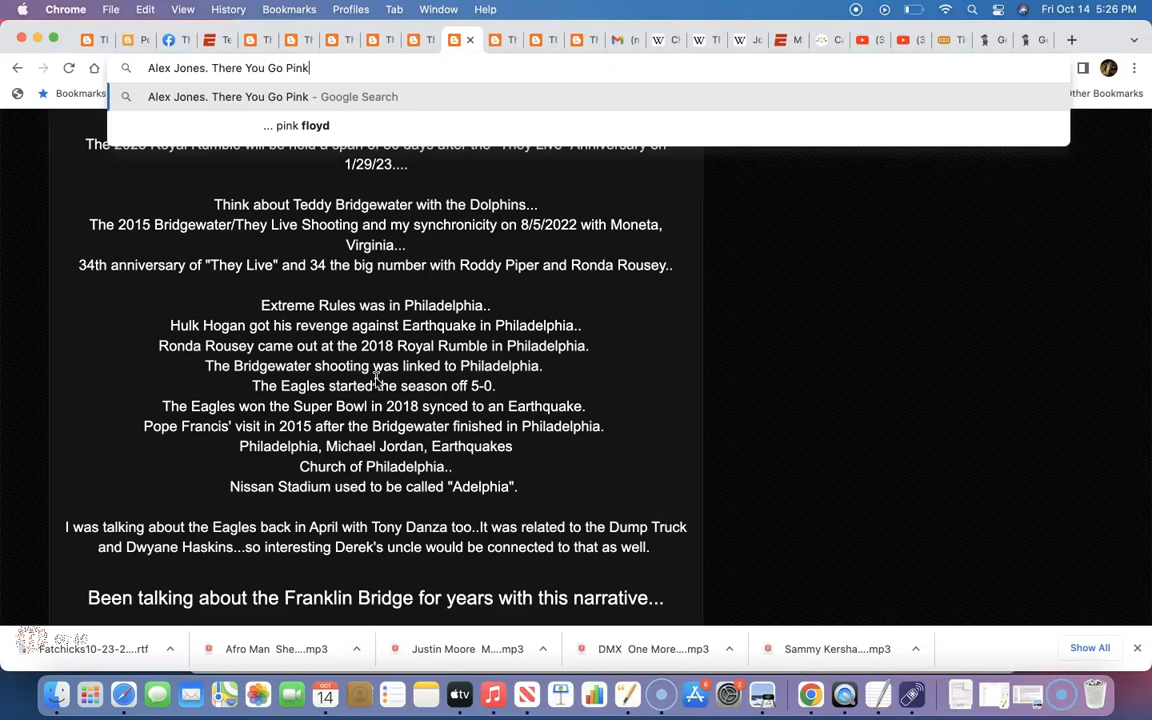 Chrome File Edit View History Bookmarks Profiles Tab Window Help Fri Oct 14 5:26 PM
Alex Jones. There You Go Pink
Bookmarks Alex Jones. There You Go Pink - Google Search Other Bookmarks
... pink floyd
1/29/23....
Think about Teddy Bridgewater with the Dolphins...
The 2015 Bridgewater/They Live Shooting and my synchronicity on 8/5/2022 with Moneta,
Virginia...
34th anniversary of "They Live" and 34 the big number with Roddy Piper and Ronda Rousey..
Extreme Rules was in Philadelphia..
Hulk Hogan got his revenge against Earthquake in Philadelphia..
Ronda Rousey came out at the 2018 Royal Rumble in Philadelphia.
The Bridgewater shooting was linked to Philadelphia.
The Eagles started the season off 5-0.
The Eagles won the Super Bowl in 2018 synced to an Earthquake.
Pope Francis' visit in 2015 after the Bridgewater finished in Philadelphia.
Philadelphia, Michael Jordan, Earthquakes
Church of Philadelphia..
Nissan Stadium used to be called "Adelphia".
I was talking about the Eagles back in April with Tony Danza too..It was related to the Dump Truck
and Dwyane Haskins...so interesting Derek's uncle would be connected to that as well.
Been talking about the Franklin Bridge for years with this narrative...
Fatchicks10-23-2....rtf Afro Man She....mp3 Justin Moore M....mp3 DMX One More....mp3 Sammy Kersha....mp3 Show All
OCT
14